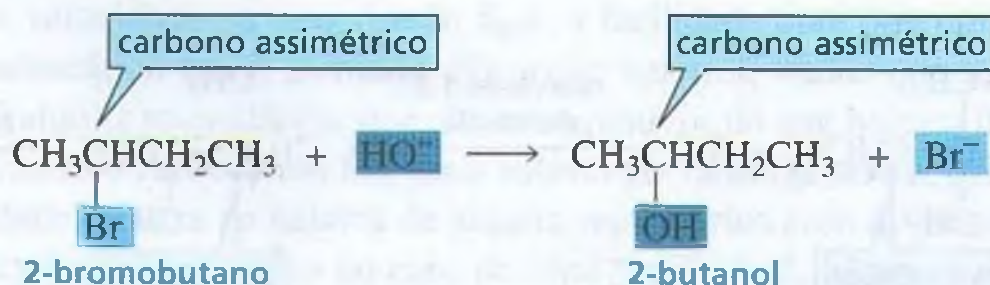 carbono assimétrico carbono assimétrico
CH₃CHCH₂CH₃ + HO⁻ ⟶ CH₃CHCH₂CH₃ + Br⁻
Br OH
2-bromobutano 2-butanol